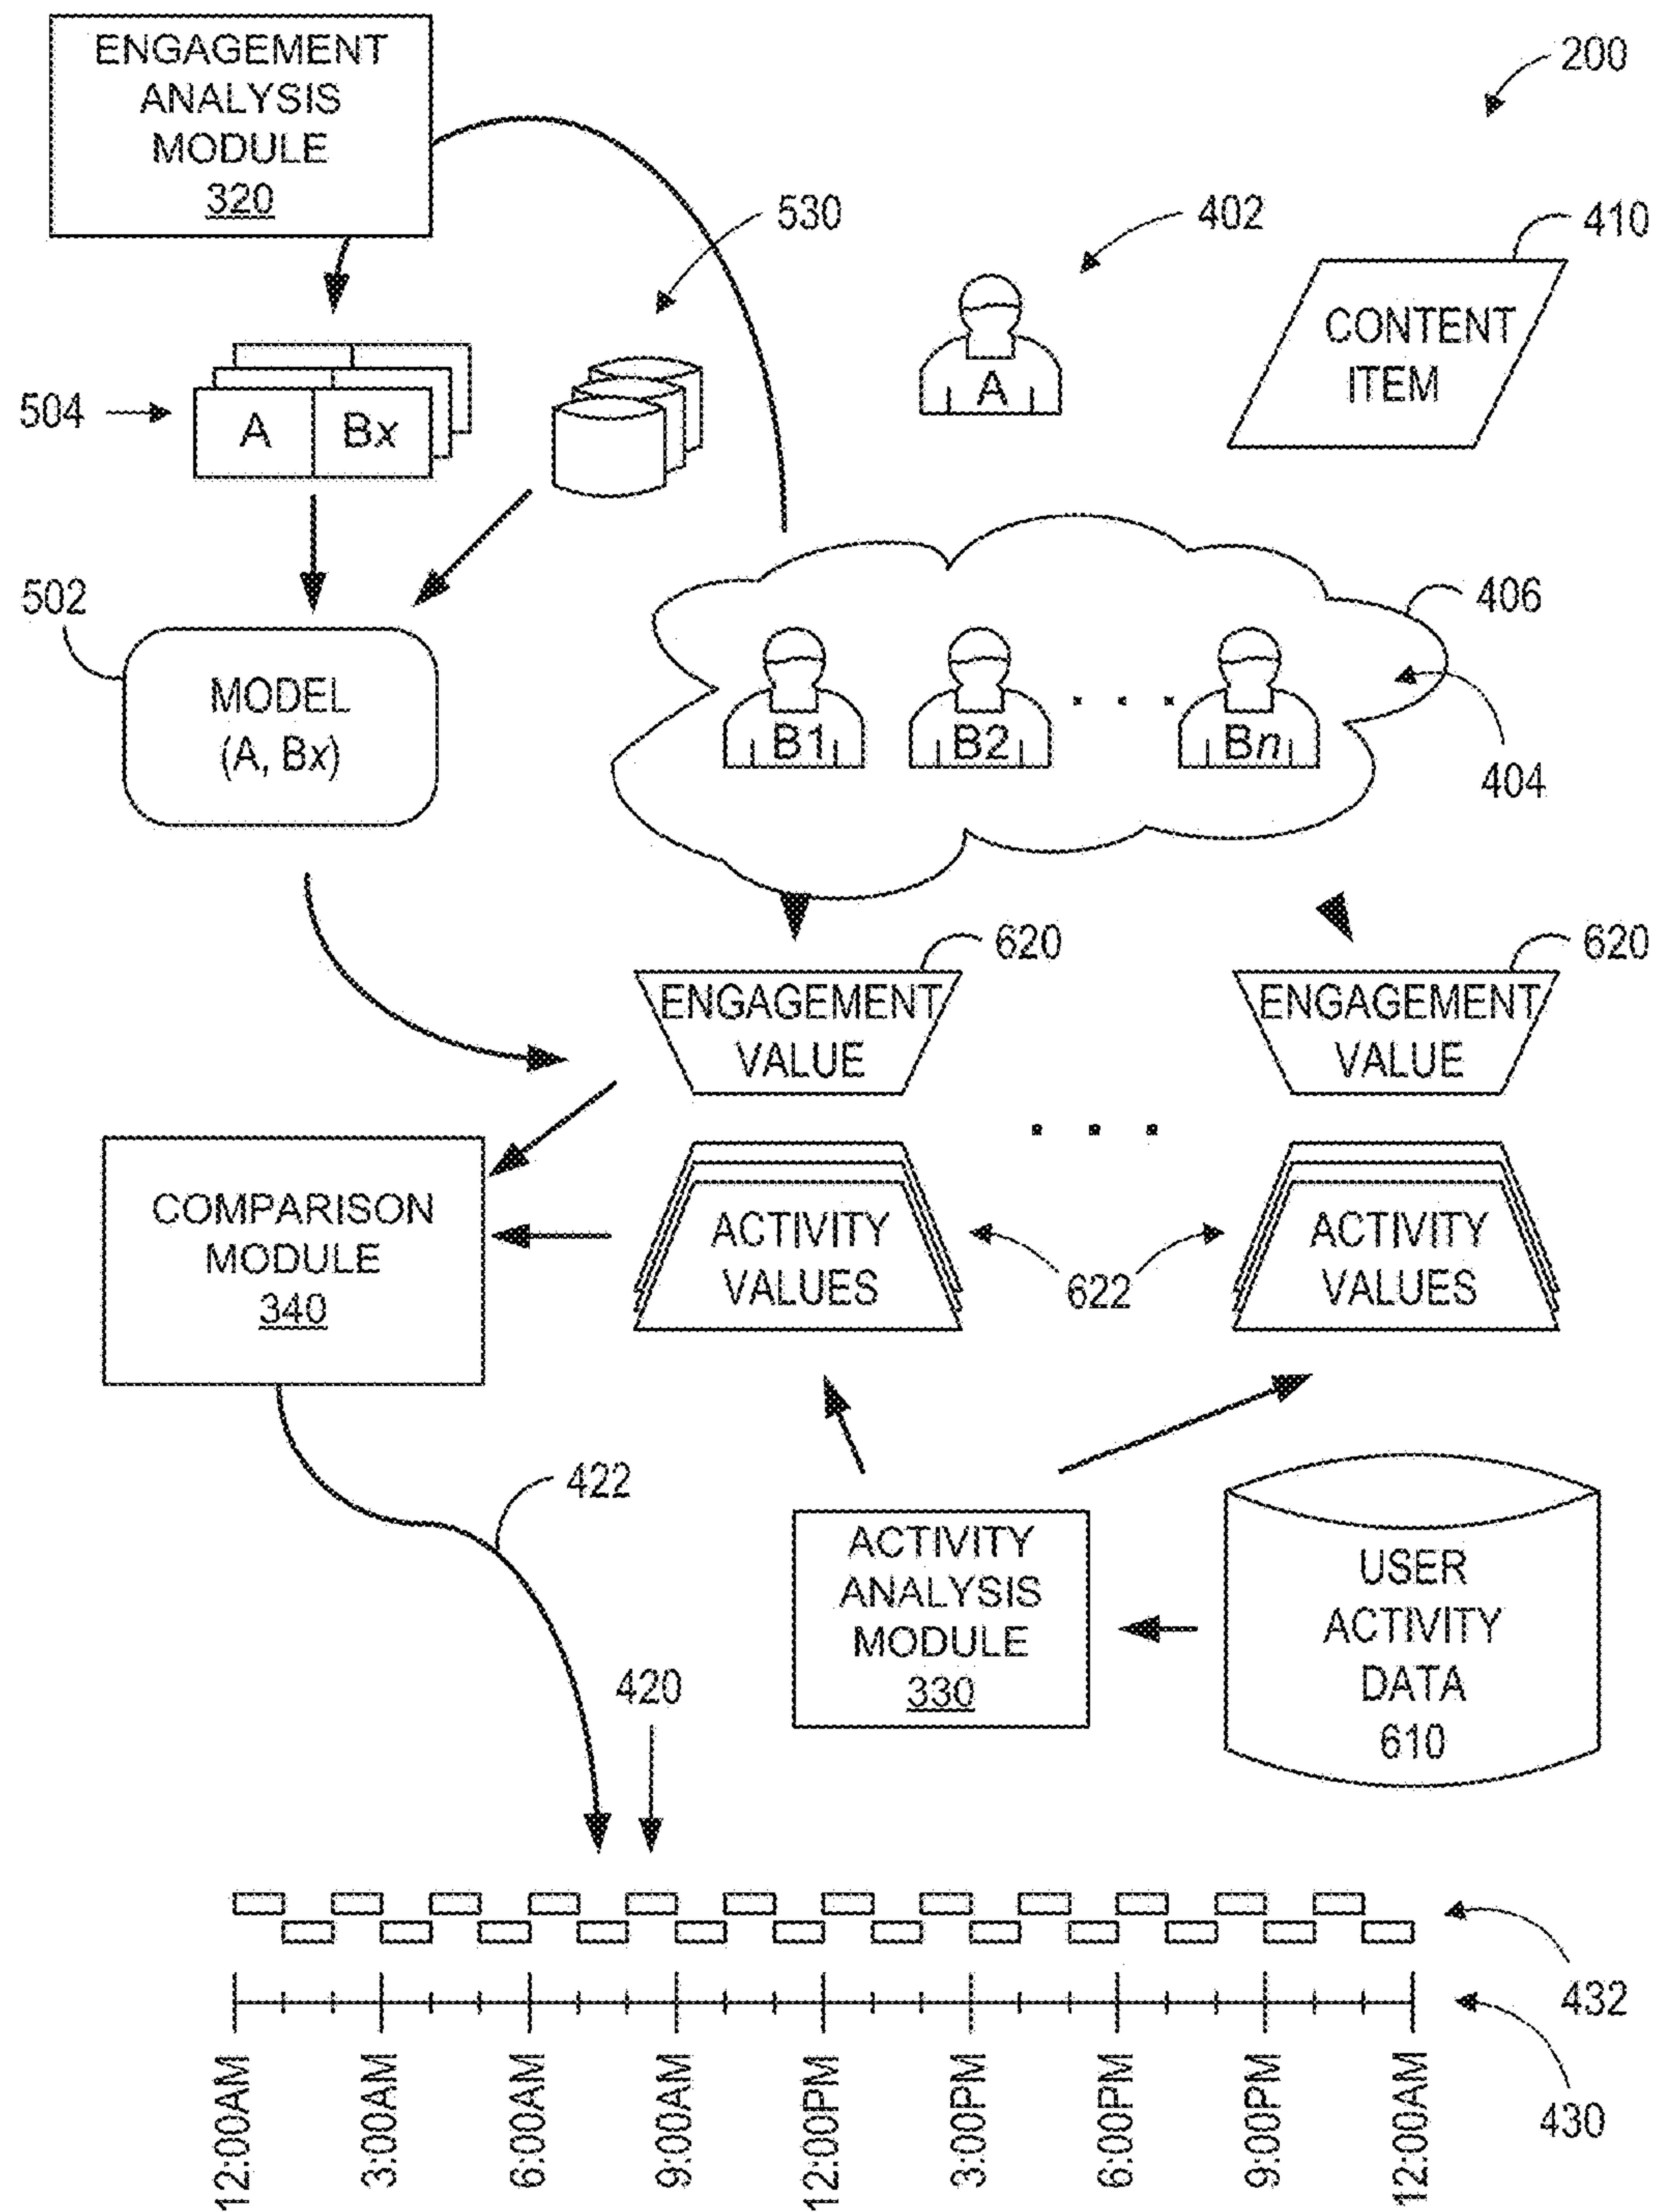 ENGAGEMENT
ANALYSIS
MODULE
320
200
530
402
410
CONTENT
ITEM
A
504
A Bx
502
406
MODEL
(A, Bx)
B1 B2 . . . Bn
404
620
620
ENGAGEMENT
VALUE
ENGAGEMENT
VALUE
. . .
COMPARISON
MODULE
340
ACTIVITY
VALUES
622
ACTIVITY
VALUES
422
ACTIVITY
ANALYSIS
MODULE
330
USER
ACTIVITY
DATA
610
420
432
430
12:00AM
3:00AM
6:00AM
9:00AM
12:00PM
3:00PM
6:00PM
9:00PM
12:00AM